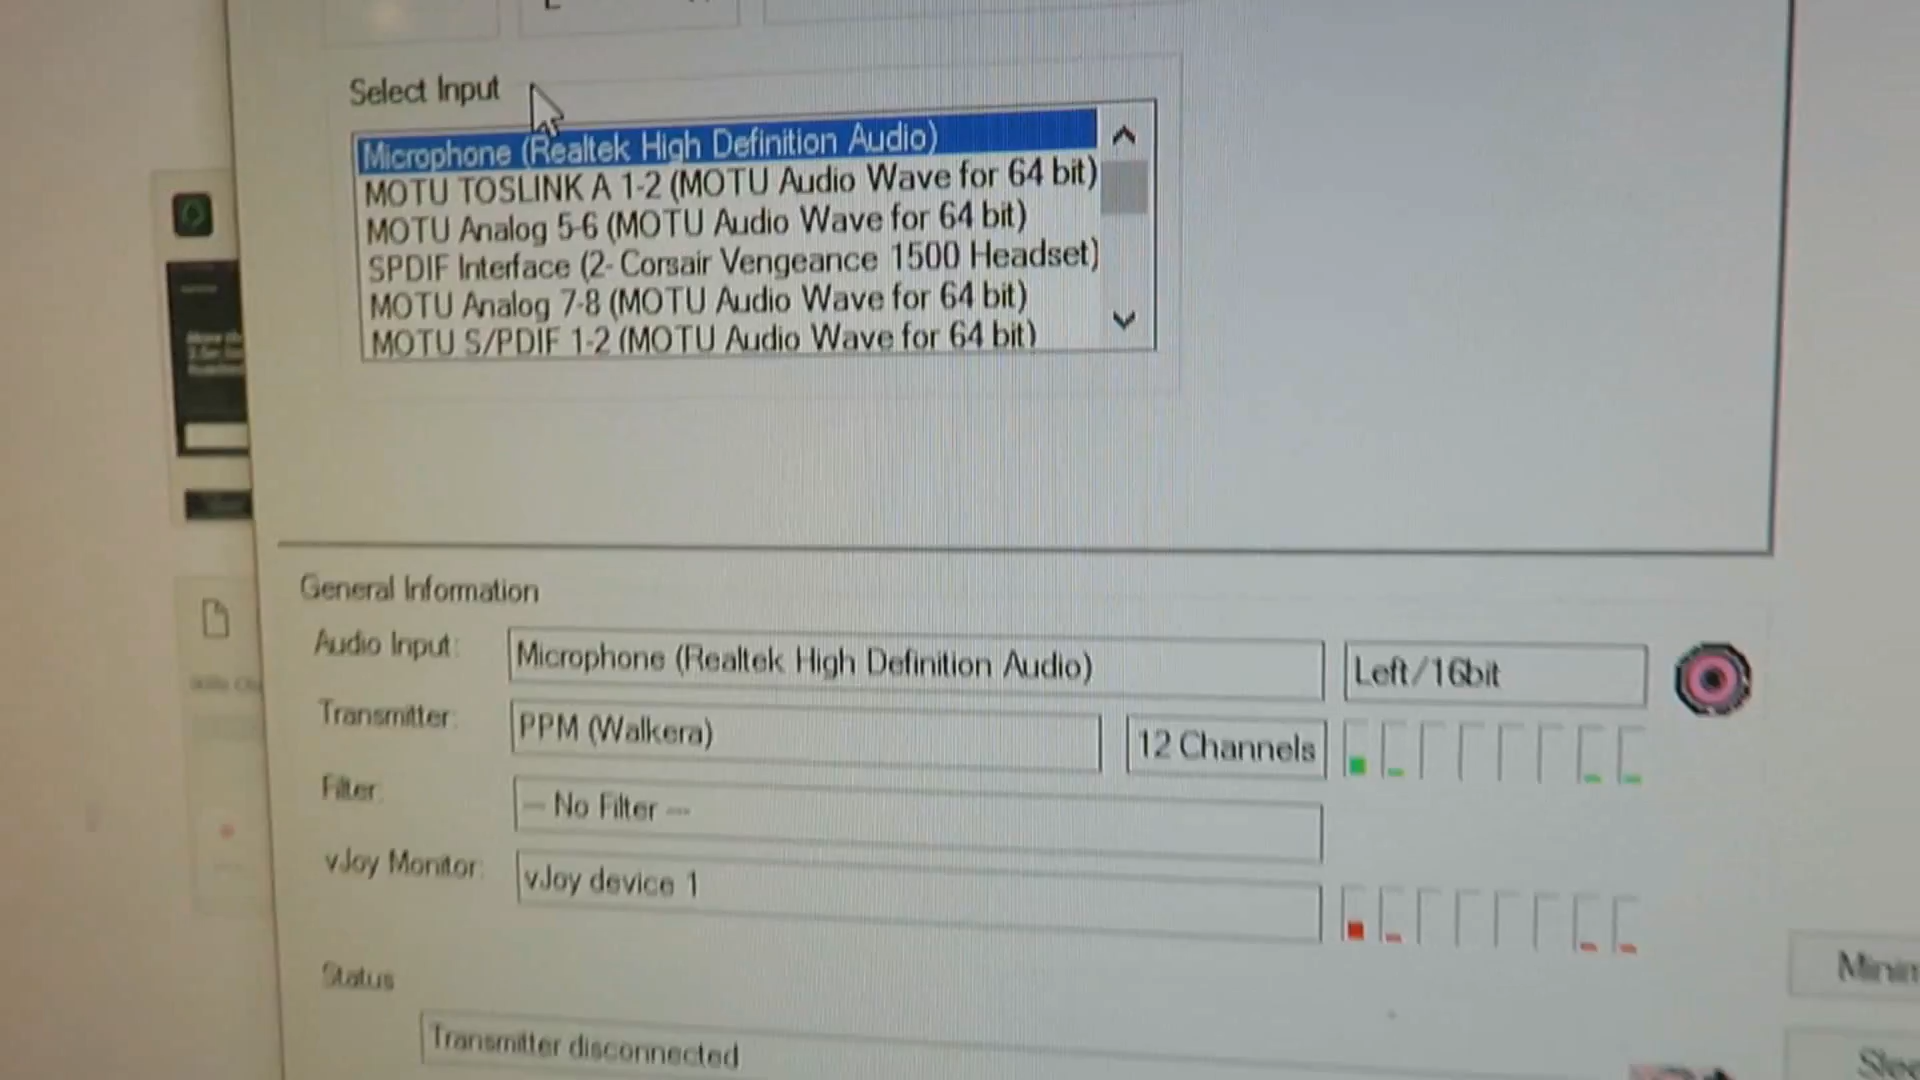 Select Input
Microphone (Realtek High Definition Audio)
MOTU TOSLINK A 1-2 (MOTU Audio Wave for 64 bit)
MOTU Analog 5-6 (MOTU Audio Wave for 64 bit)
SPDIF Interface (2- Corsair Vengeance 1500 Headset)
MOTU Analog 7-8 (MOTU Audio Wave for 64 bit)
MOTU S/PDIF 1-2 (MOTU Audio Wave for 64 bit)
General Information
Audio Input: Microphone (Realtek High Definition Audio) Left/16bit
Transmitter: PPM (Walkera) 12 Channels
Filter: -- No Filter --
vJoy Monitor: vJoy device 1
Status
Transmitter disconnected